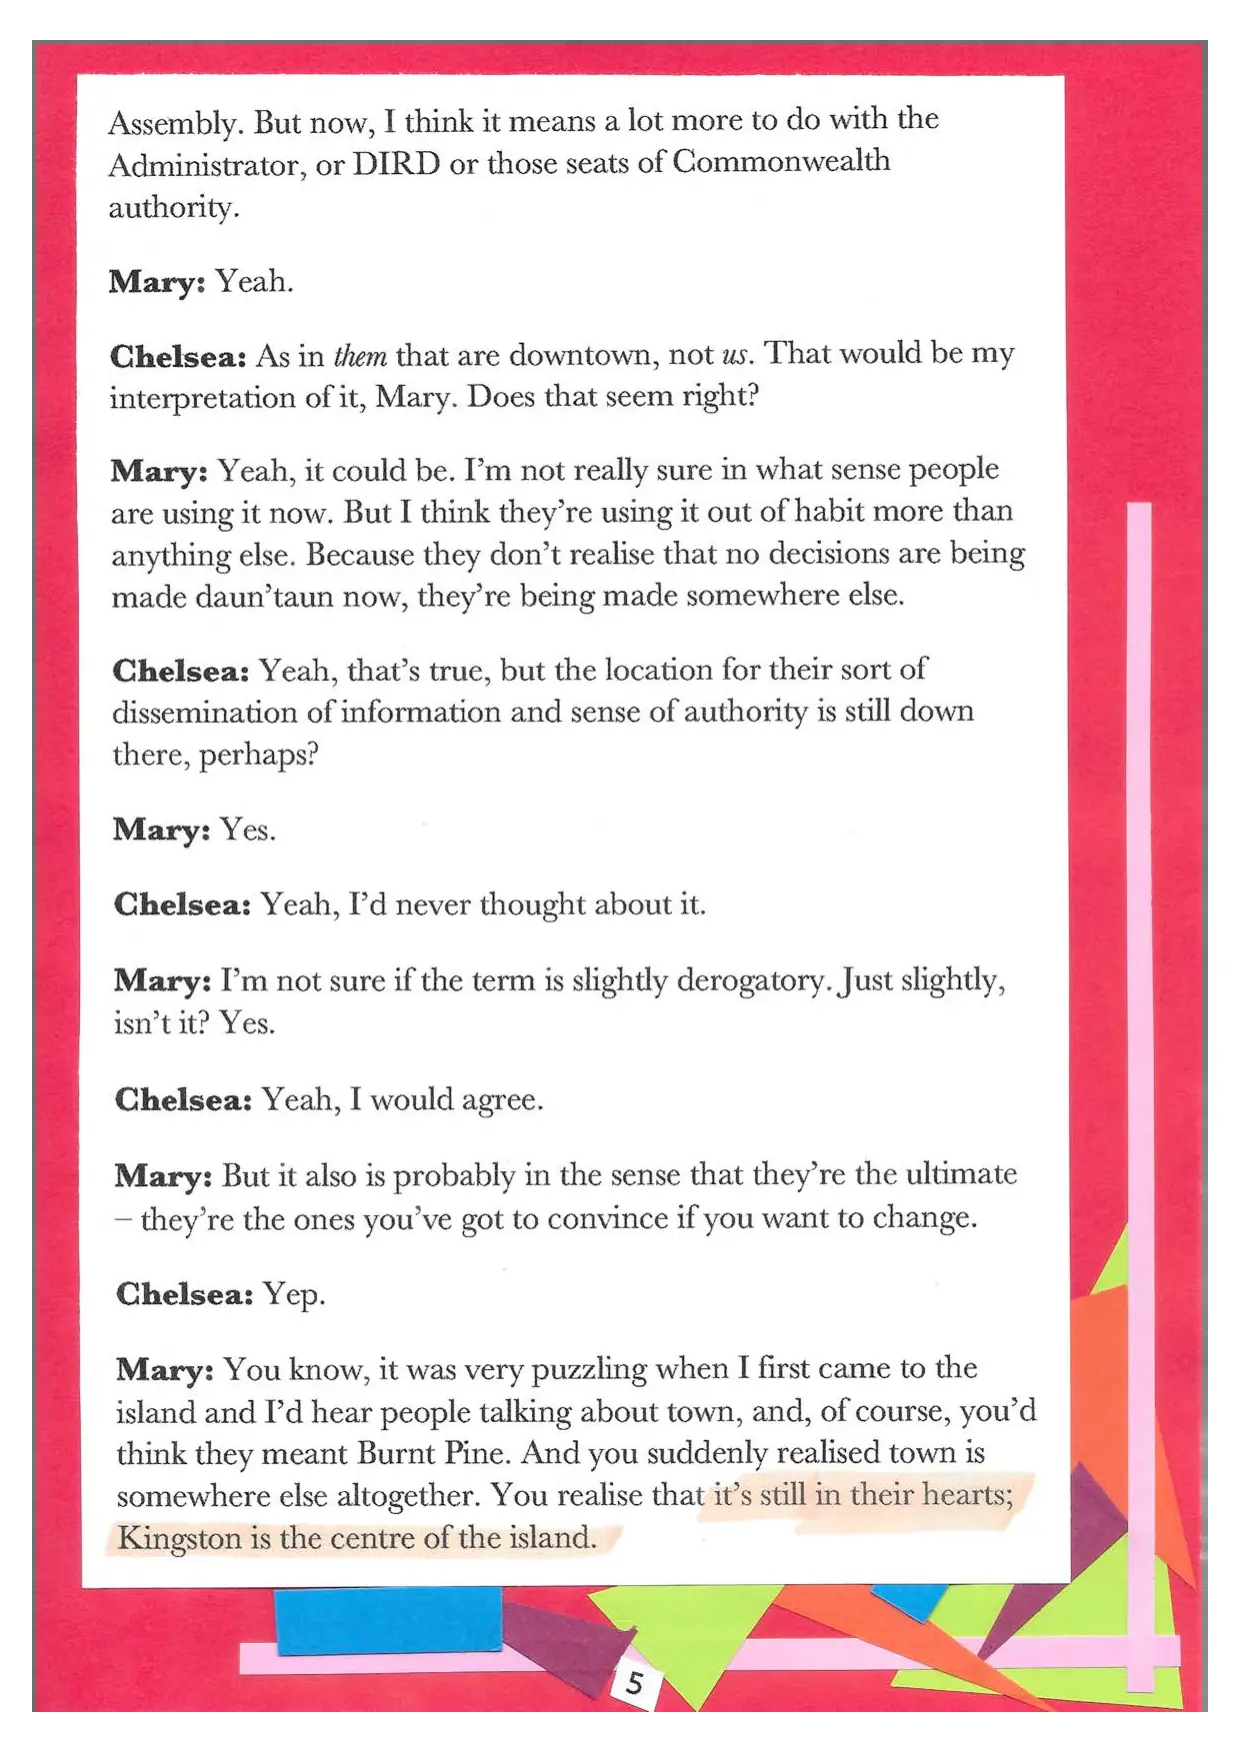 Assembly. But now, I think it means a lot more to do with the
Administrator, or DIRD or those seats of Commonwealth
authority.
Mary: Yeah.
Chelsea: As in them that are downtown, not us. That would be my
interpretation of it, Mary. Does that seem right?
Mary: Yeah, it could be. I’m not really sure in what sense people
are using it now. But I think they’re using it out of habit more than
anything else. Because they don’t realise that no decisions are being
made daun’taun now, they’re being made somewhere else.
Chelsea: Yeah, that’s true, but the location for their sort of
dissemination of information and sense of authority is still down
there, perhaps?
Mary: Yes.
Chelsea: Yeah, I’d never thought about it.
Mary: I’m not sure if the term is slightly derogatory. Just slightly,
isn’t it? Yes.
Chelsea: Yeah, I would agree.
Mary: But it also is probably in the sense that they’re the ultimate
– they’re the ones you’ve got to convince if you want to change.
Chelsea: Yep.
Mary: You know, it was very puzzling when I first came to the
island and I’d hear people talking about town, and, of course, you’d
think they meant Burnt Pine. And you suddenly realised town is
somewhere else altogether. You realise that it’s still in their hearts;
Kingston is the centre of the island.
5